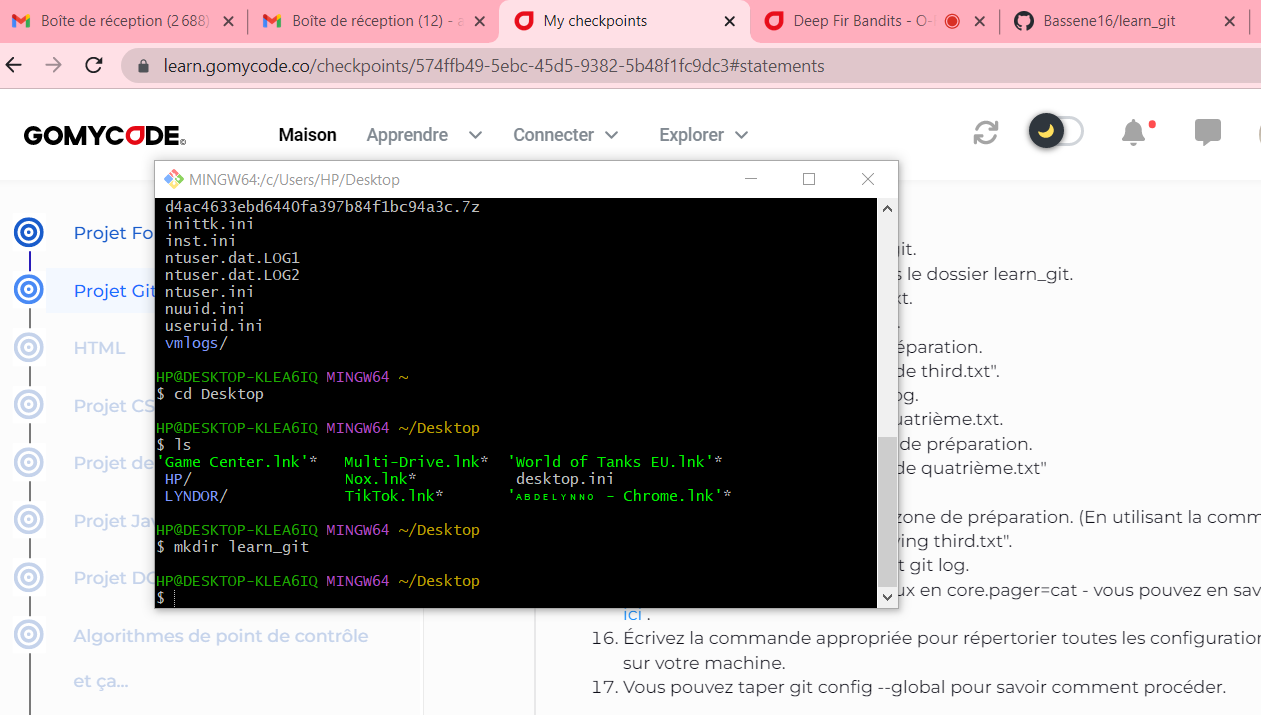 Boîte de réception (2 688)
Boîte de réception (12) - a
My checkpoints
Deep Fir Bandits - O-
Bassene16/learn_git
learn.gomycode.co/checkpoints/574ffb49-5ebc-45d5-9382-5b48f1fc9dc3#statements
GOMYCODE
Maison Apprendre Connecter Explorer
MINGW64:/c/Users/HP/Desktop
d4ac4633ebd6440fa397b84f1bc94a3c.7z
inittk.ini
inst.ini
ntuser.dat.LOG1
ntuser.dat.LOG2
ntuser.ini
nuuid.ini
useruid.ini
vmlogs/
HP@DESKTOP-KLEA6IQ MINGW64 ~
$ cd Desktop
HP@DESKTOP-KLEA6IQ MINGW64 ~/Desktop
$ ls
'Game Center.lnk'* Multi-Drive.lnk* 'World of Tanks EU.lnk'*
HP/ Nox.lnk* desktop.ini
LYNDOR/ TikTok.lnk* 'ᴀʙᴅᴇʟʏɴɴᴏ - Chrome.lnk'*
HP@DESKTOP-KLEA6IQ MINGW64 ~/Desktop
$ mkdir learn_git
HP@DESKTOP-KLEA6IQ MINGW64 ~/Desktop
$
Projet Fo
Projet Git
HTML
Projet CS
Projet de
Projet Jav
Projet DO
Algorithmes de point de contrôle
et ça...
git.
s le dossier learn_git.
xt.
éparation.
de third.txt".
og.
uatrième.txt.
de préparation.
de quatrième.txt"
zone de préparation. (En utilisant la comm
ying third.txt".
t git log.
ux en core.pager=cat - vous pouvez en sav
ici .
16. Écrivez la commande appropriée pour répertorier toutes les configuration
sur votre machine.
17. Vous pouvez taper git config --global pour savoir comment procéder.